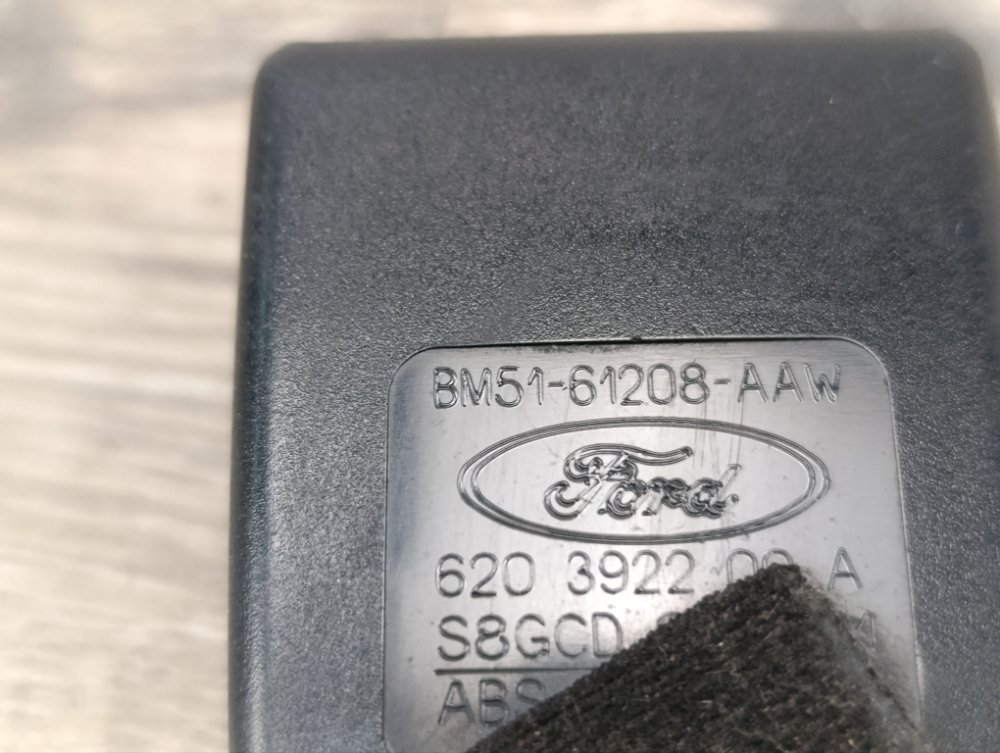 BM51-61208-AAW
Ford
620 3922 A
S8GCD
ABS